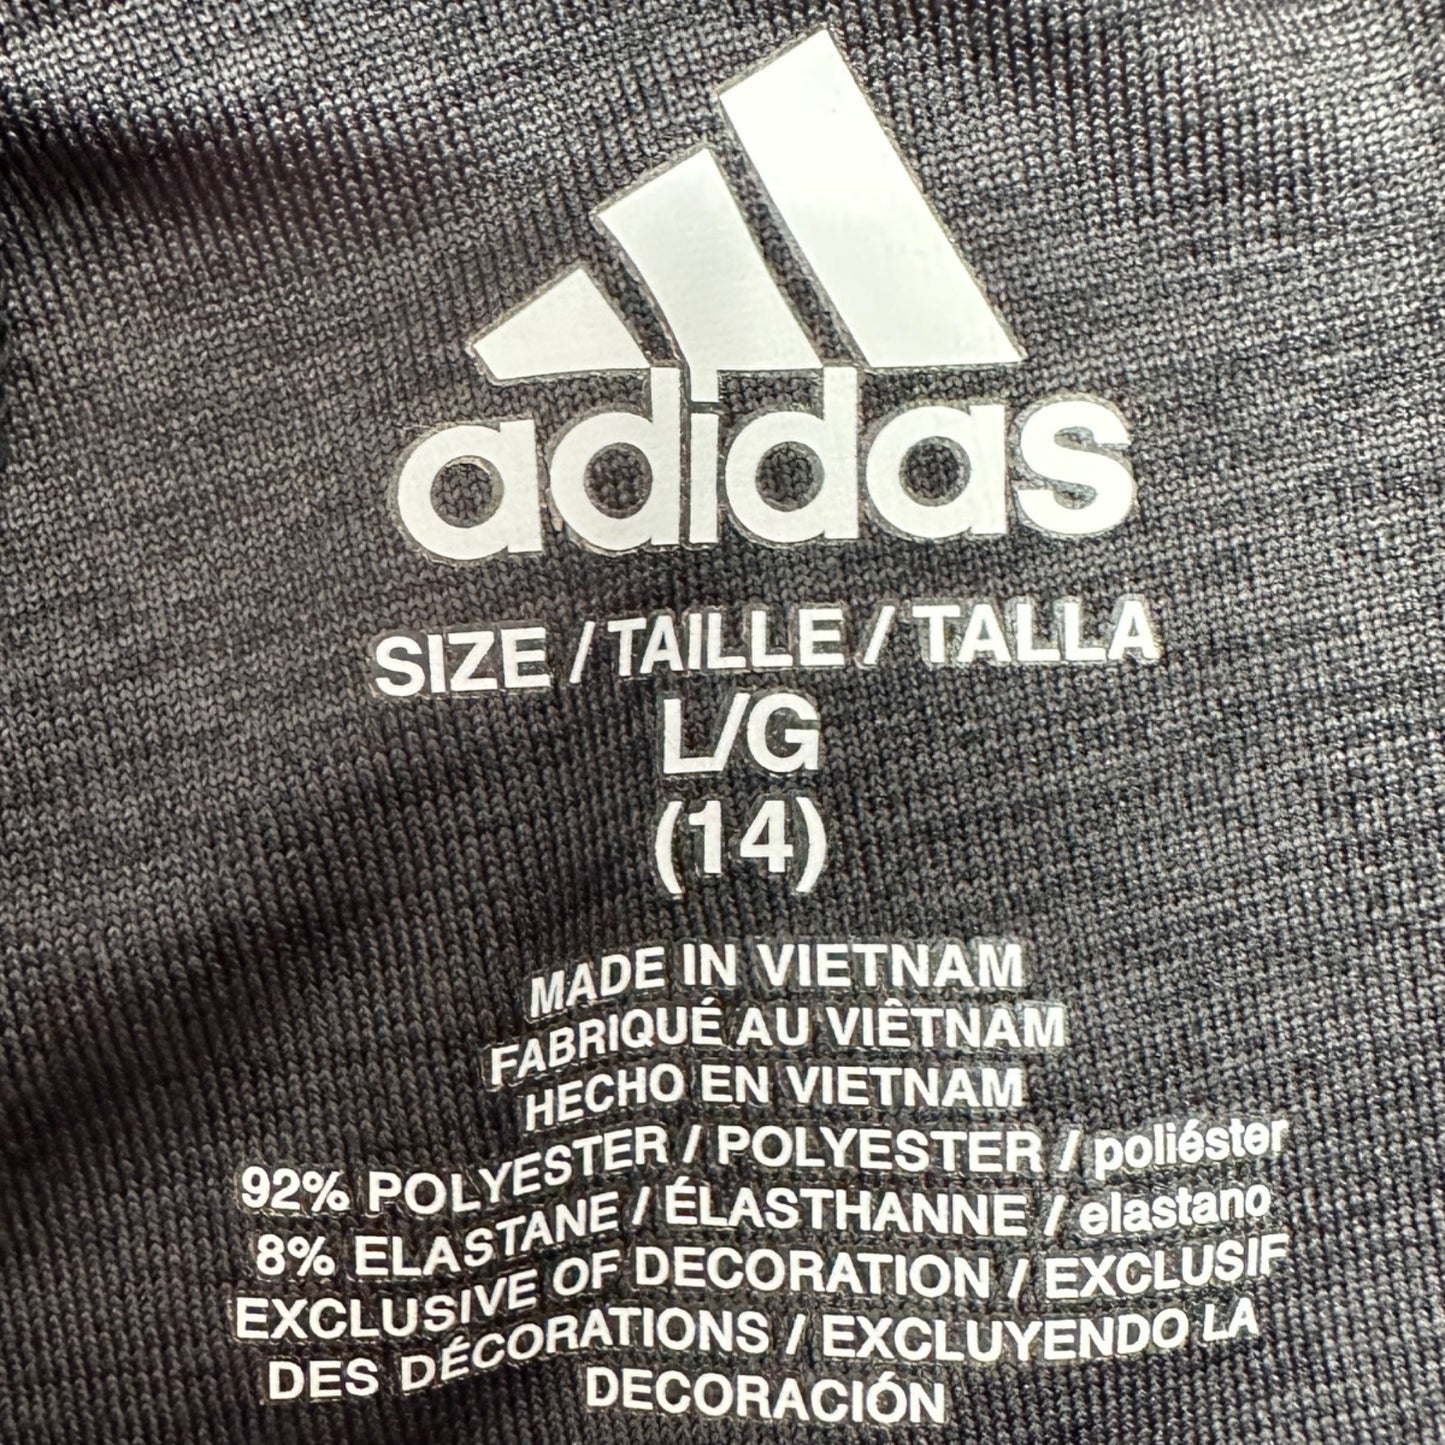 adidas
SIZE / TAILLE / TALLA
L/G
(14)
MADE IN VIETNAM
FABRIQUÉ AU VIÊTNAM
HECHO EN VIETNAM
92% POLYESTER / POLYESTER / poliéster
8% ELASTANE / ÉLASTHANNE / elastano
EXCLUSIVE OF DECORATION / EXCLUSIF
DES DÉCORATIONS / EXCLUYENDO LA
DECORACIÓN